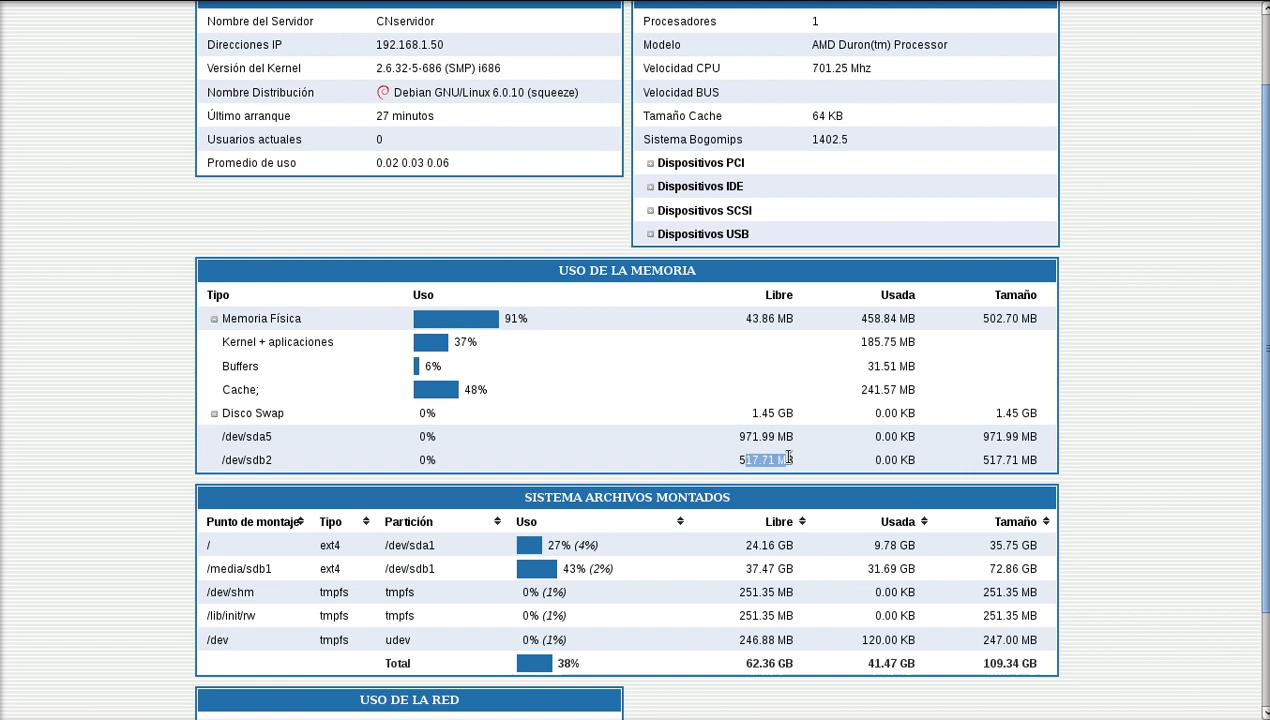 Nombre del Servidor CNservidor
Direcciones IP 192.168.1.50
Versión del Kernel 2.6.32-5-686 (SMP) i686
Nombre Distribución Debian GNU/Linux 6.0.10 (squeeze)
Último arranque 27 minutos
Usuarios actuales 0
Promedio de uso 0.02 0.03 0.06
Procesadores 1
Modelo AMD Duron(tm) Processor
Velocidad CPU 701.25 Mhz
Velocidad BUS
Tamaño Cache 64 KB
Sistema Bogomips 1402.5
Dispositivos PCI
Dispositivos IDE
Dispositivos SCSI
Dispositivos USB
USO DE LA MEMORIA
Tipo Uso Libre Usada Tamaño
Memoria Física 91% 43.86 MB 458.84 MB 502.70 MB
Kernel + aplicaciones 37% 185.75 MB
Buffers 6% 31.51 MB
Cache; 48% 241.57 MB
Disco Swap 0% 1.45 GB 0.00 KB 1.45 GB
/dev/sda5 0% 971.99 MB 0.00 KB 971.99 MB
/dev/sdb2 0% 517.71 MB 0.00 KB 517.71 MB
SISTEMA ARCHIVOS MONTADOS
Punto de montaje Tipo Partición Uso Libre Usada Tamaño
/ ext4 /dev/sda1 27% (4%) 24.16 GB 9.78 GB 35.75 GB
/media/sdb1 ext4 /dev/sdb1 43% (2%) 37.47 GB 31.69 GB 72.86 GB
/dev/shm tmpfs tmpfs 0% (1%) 251.35 MB 0.00 KB 251.35 MB
/lib/init/rw tmpfs tmpfs 0% (1%) 251.35 MB 0.00 KB 251.35 MB
/dev tmpfs udev 0% (1%) 246.88 MB 120.00 KB 247.00 MB
Total 38% 62.36 GB 41.47 GB 109.34 GB
USO DE LA RED